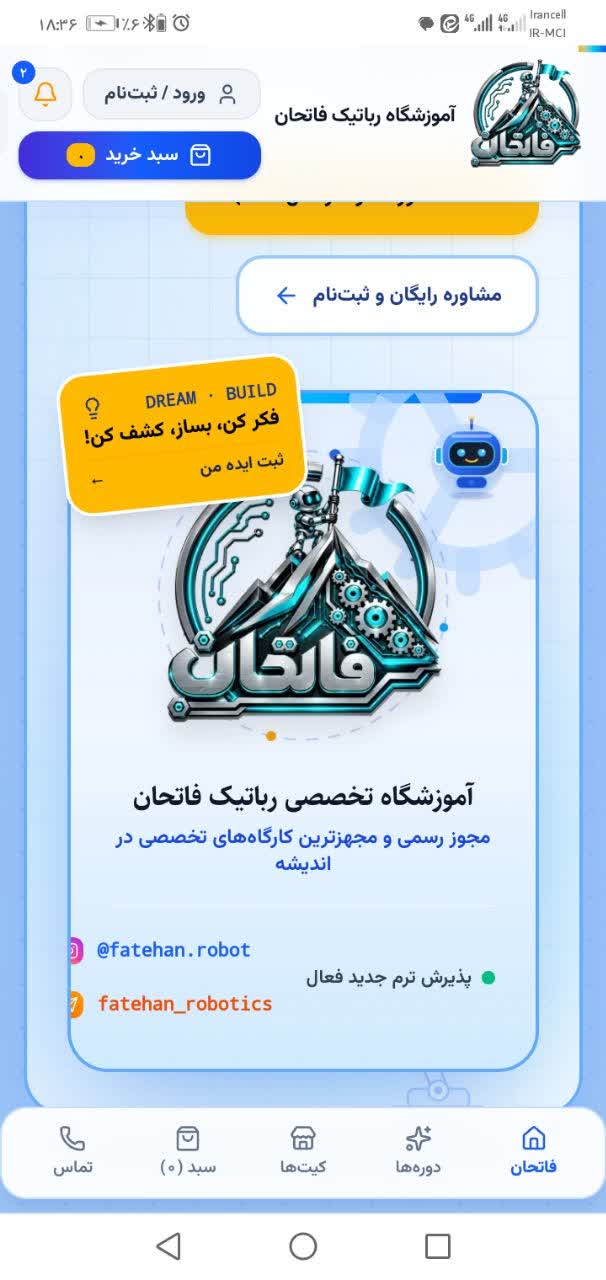 ۱۸:۳۶
٪۶
4G
4G
Irancell
IR-MCI
فاتحان
آموزشگاه رباتیک فاتحان
ورود / ثبت‌نام
۲
سبد خرید
۰
مشاوره رایگان و ثبت‌نام
DREAM · BUILD
فکر کن، بساز، کشف کن!
ثبت ایده من
←
فاتحان
آموزشگاه تخصصی رباتیک فاتحان
مجوز رسمی و مجهزترین کارگاه‌های تخصصی در
اندیشه
پذیرش ترم جدید فعال
@fatehan.robot
fatehan_robotics
فاتحان
دوره‌ها
کیت‌ها
سبد (۰)
تماس